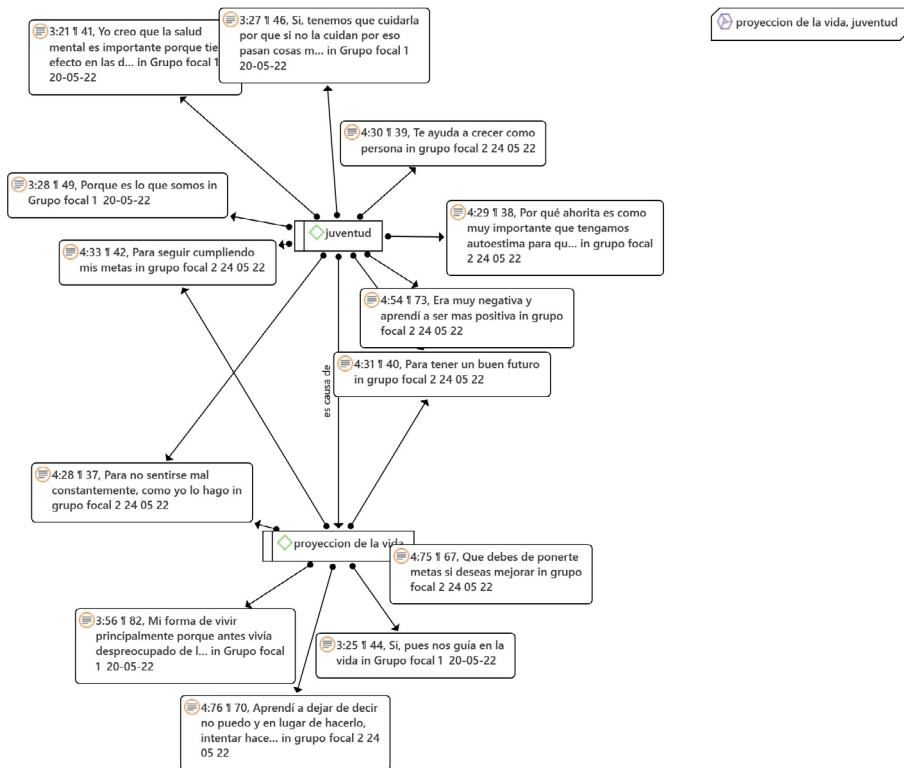 3:21 ¶ 41, Yo creo que la salud
mental es importante porque tie
efecto en las d... in Grupo focal 1
20-05-22
3:27 ¶ 46, Si, tenemos que cuidarla
por que si no la cuidan por eso
pasan cosas m... in Grupo focal 1
20-05-22
proyeccion de la vida, juventud
4:30 ¶ 39, Te ayuda a crecer como
persona in grupo focal 2 24 05 22
3:28 ¶ 49, Porque es lo que somos in
Grupo focal 1 20-05-22
4:29 ¶ 38, Por qué ahorita es como
muy importante que tengamos
autoestima para qu... in grupo focal
2 24 05 22
juventud
4:33 ¶ 42, Para seguir cumpliendo
mis metas in grupo focal 2 24 05 22
4:54 ¶ 73, Era muy negativa y
aprendí a ser mas positiva in grupo
focal 2 24 05 22
4:31 ¶ 40, Para tener un buen futuro
in grupo focal 2 24 05 22
es causa de
4:28 ¶ 37, Para no sentirse mal
constantemente, como yo lo hago in
grupo focal 2 24 05 22
proyeccion de la vida
4:75 ¶ 67, Que debes de ponerte
metas si deseas mejorar in grupo
focal 2 24 05 22
3:56 ¶ 82, Mi forma de vivir
principalmente porque antes vivía
despreocupado de l... in Grupo focal
1 20-05-22
3:25 ¶ 44, Si, pues nos guía en la
vida in Grupo focal 1 20-05-22
4:76 ¶ 70, Aprendí a dejar de decir
no puedo y en lugar de hacerlo,
intentar hace... in grupo focal 2 24
05 22